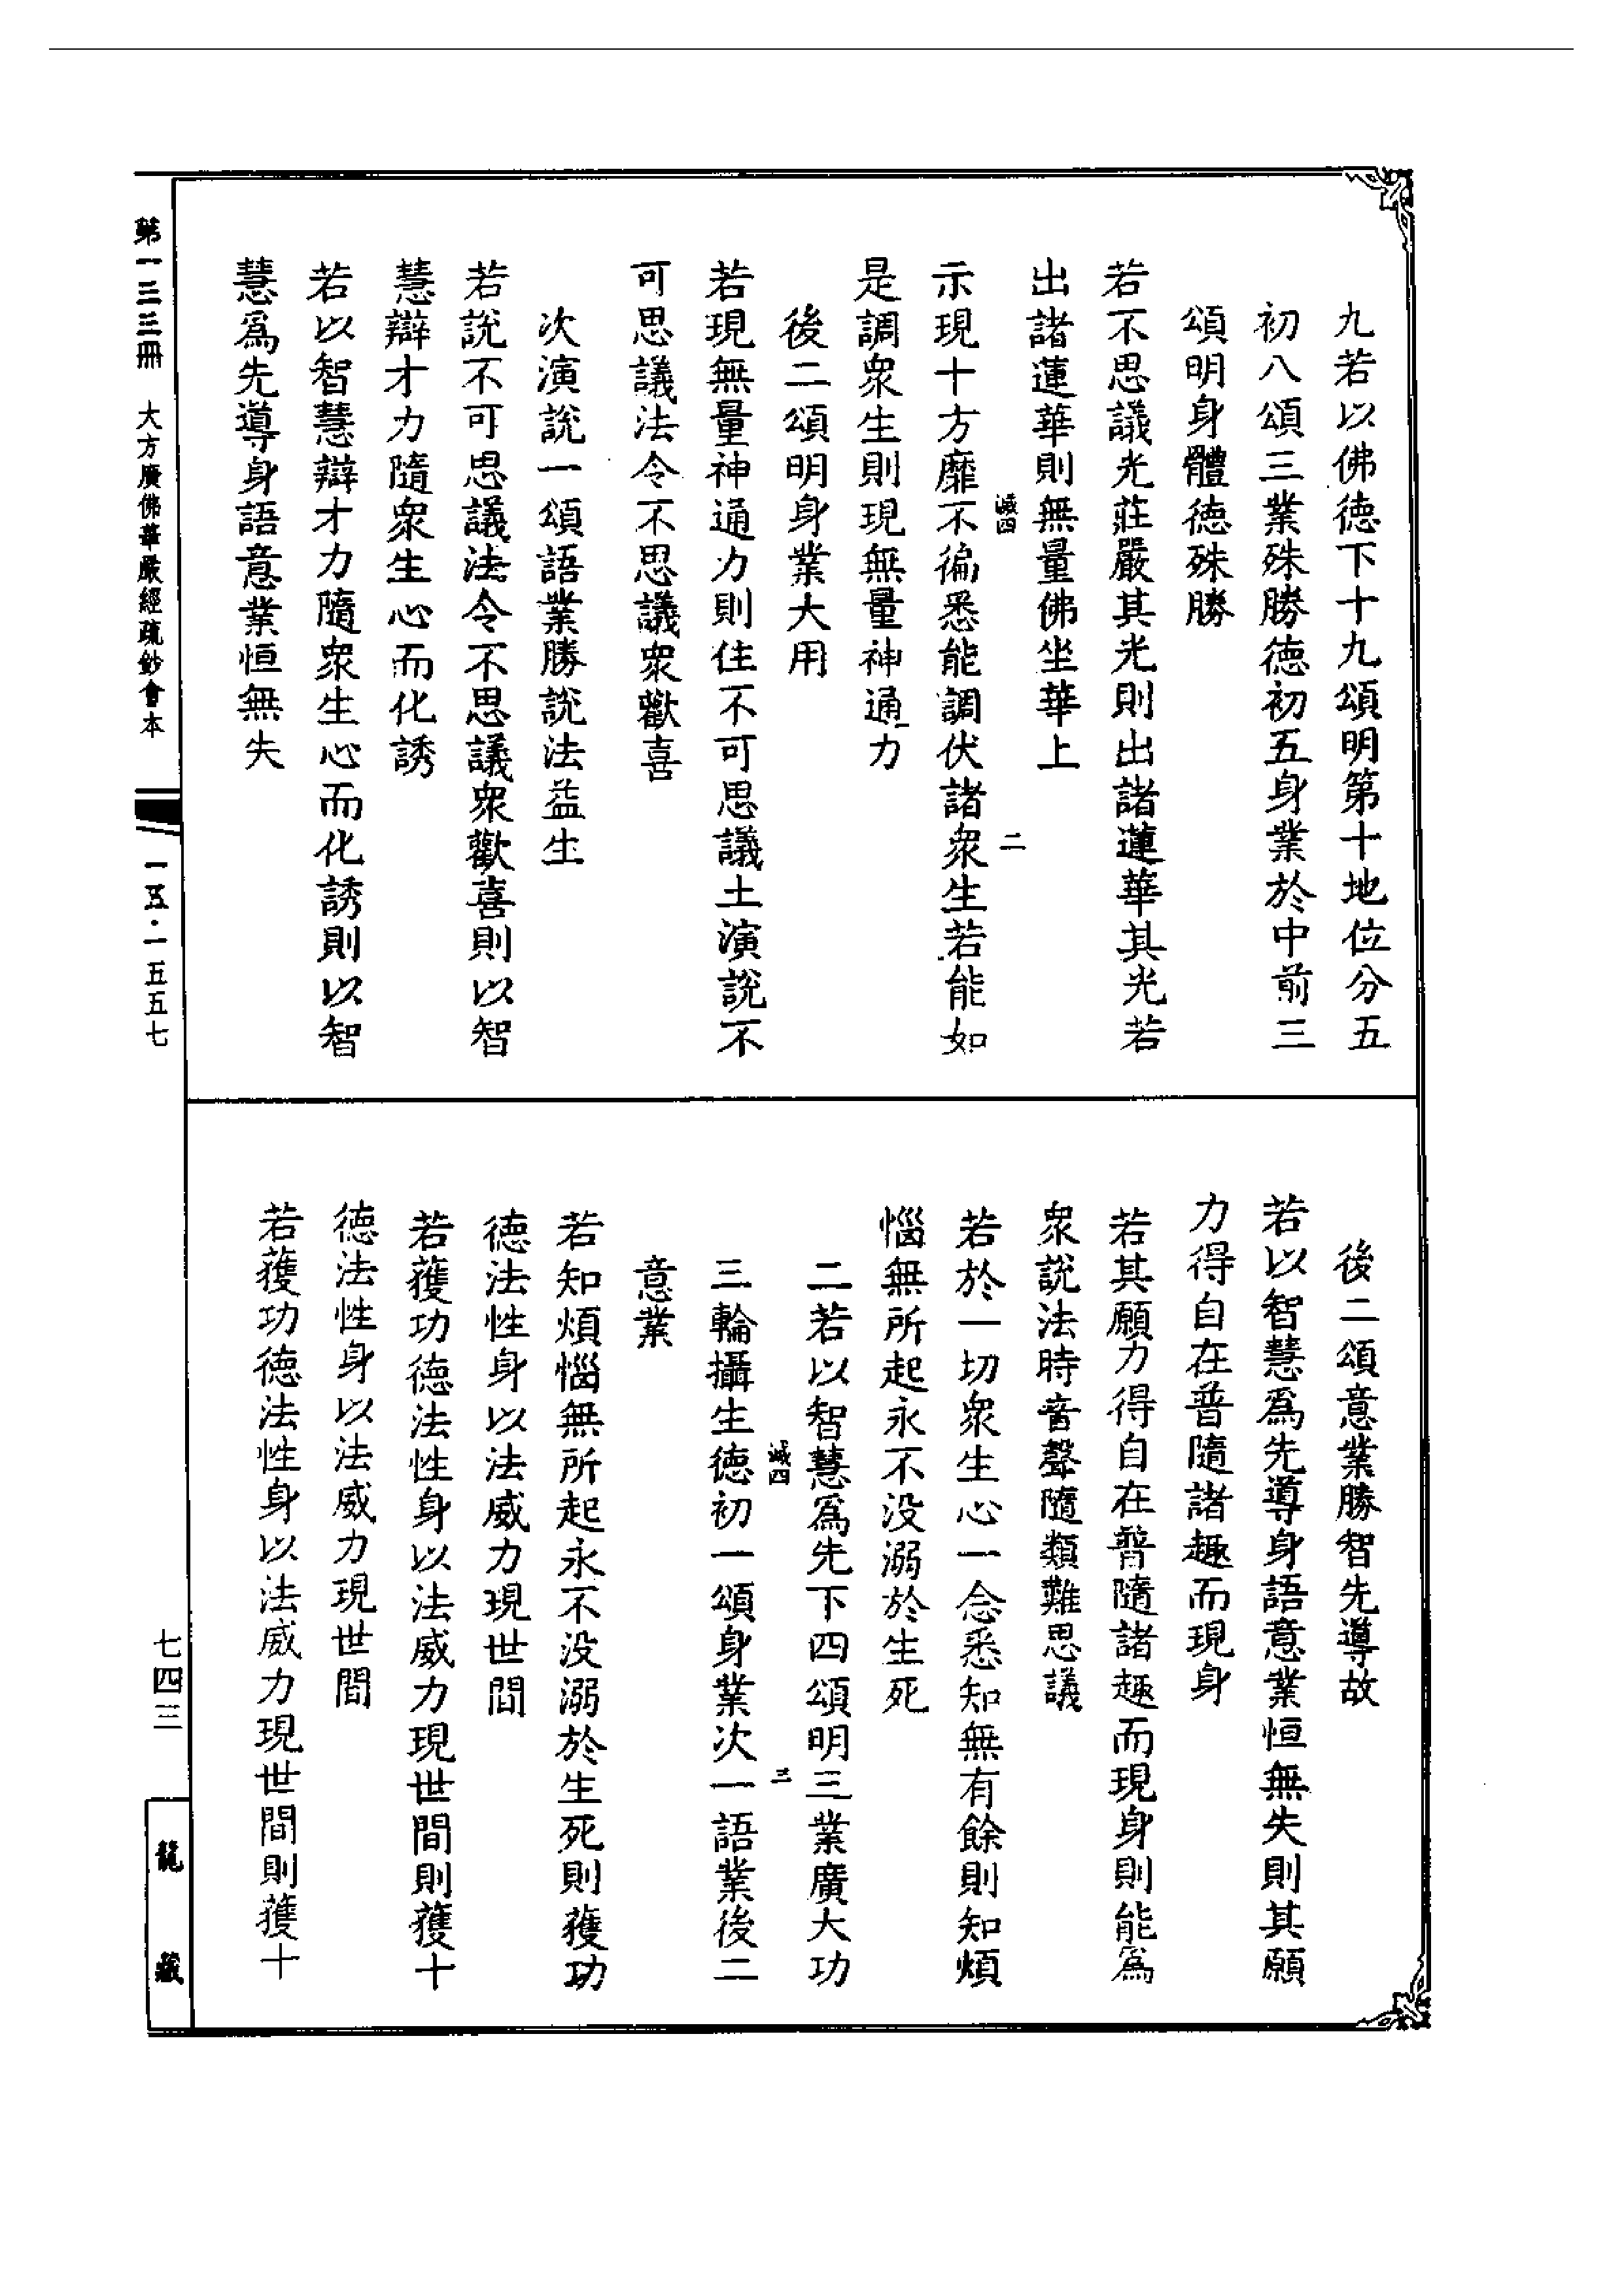 九若以佛德下十九頌明第十地位分五
初八頌三業殊勝德初五身業於中前三
頌明身體德殊勝
若不思議光莊嚴其光則出諸蓮華其光若
出諸蓮華則無量佛坐華上
誠四
二
示現十方靡不徧悉能調伏諸衆生若能如
是調衆生則現無量神通力
後二頌明身業大用
若現無量神通力則住不可思議土演說不
可思議法令不思議衆歡喜
次演說一頌語業勝說法益生
若說不可思議法令不思議衆歡喜則以智
慧辯才力隨衆生心而化誘
若以智慧辯才力隨衆生心而化誘則以智
慧爲先導身語意業恒無失
後二頌意業勝智先導故
若以智慧爲先導身語意業恒無失則其願
力得自在普隨諸趣而現身
若其願力得自在普隨諸趣而現身則能爲
衆說法時音聲隨類難思議
若於一切衆生心一念悉知無有餘則知煩
惱無所起永不没溺於生死
二若以智慧爲先下四頌明三業廣大功
誠四
三
三輪攝生德初一頌身業次一語業後二
意業
若知煩惱無所起永不没溺於生死則獲功
德法性身以法威力現世間
若獲功德法性身以法威力現世間則獲十
德法性身以法威力現世間
若獲功德法性身以法威力現世間則獲十
第一三三冊 大方廣佛華嚴經疏鈔會本
一五·一五五七
七四三
龍藏